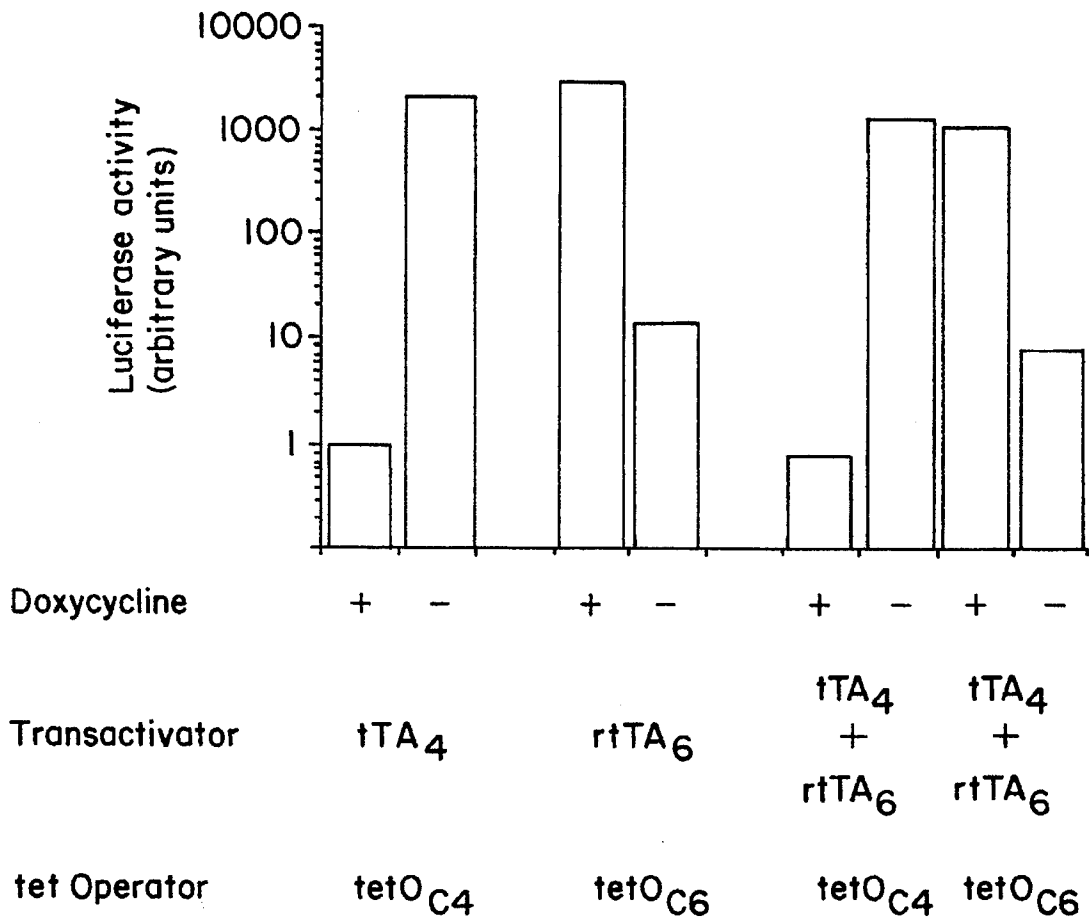 10000
1000
100
10
1
Luciferase activity
(arbitrary units)
Doxycycline + − + − + − + −
tTA4 tTA4
Transactivator tTA4 rtTA6 + +
rtTA6 rtTA6
tet Operator tetOC4 tetOC6 tetOC4 tetOC6